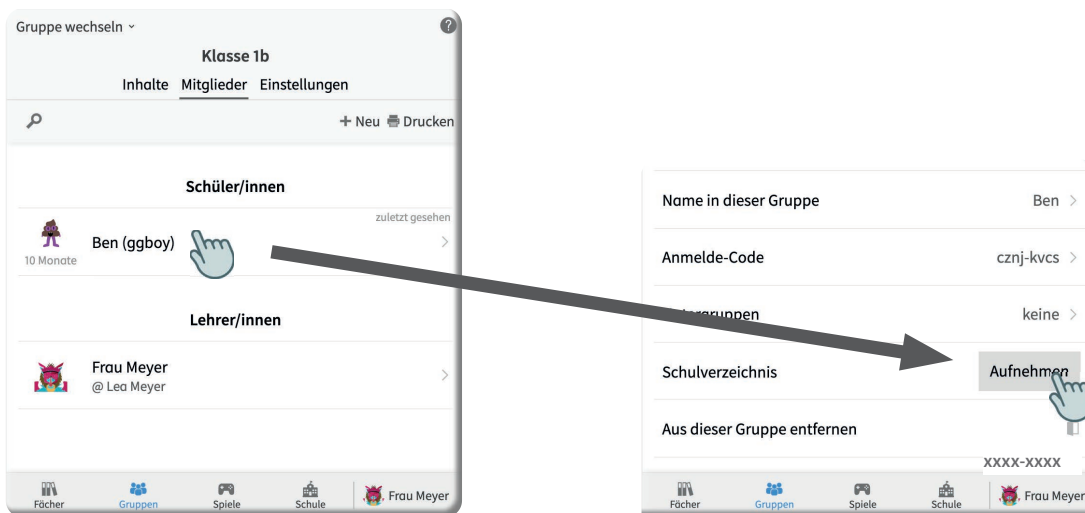 Gruppe wechseln
?
Klasse 1b
Inhalte Mitglieder Einstellungen
+ Neu Drucken
Schüler/innen
zuletzt gesehen
Ben (ggboy)
10 Monate
Lehrer/innen
Frau Meyer
@ Lea Meyer
Fächer Gruppen Spiele Schule Frau Meyer
Name in dieser Gruppe Ben
Anmelde-Code cznj-kvcs
keine
Schulverzeichnis Aufnehmen
Aus dieser Gruppe entfernen
xxxx-xxxx
Fächer Gruppen Spiele Schule Frau Meyer